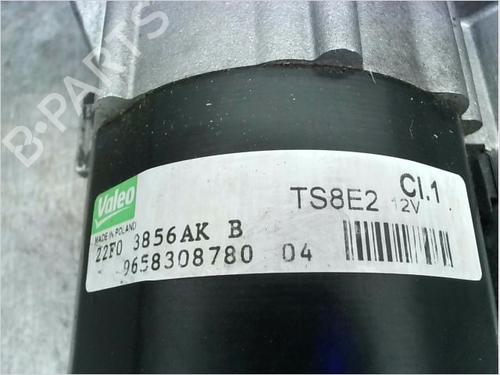 B-PARTS
Valeo
MADE IN POLAND
22F0 3856AK B
9658308780 04
TS8E2 12V Cl.1